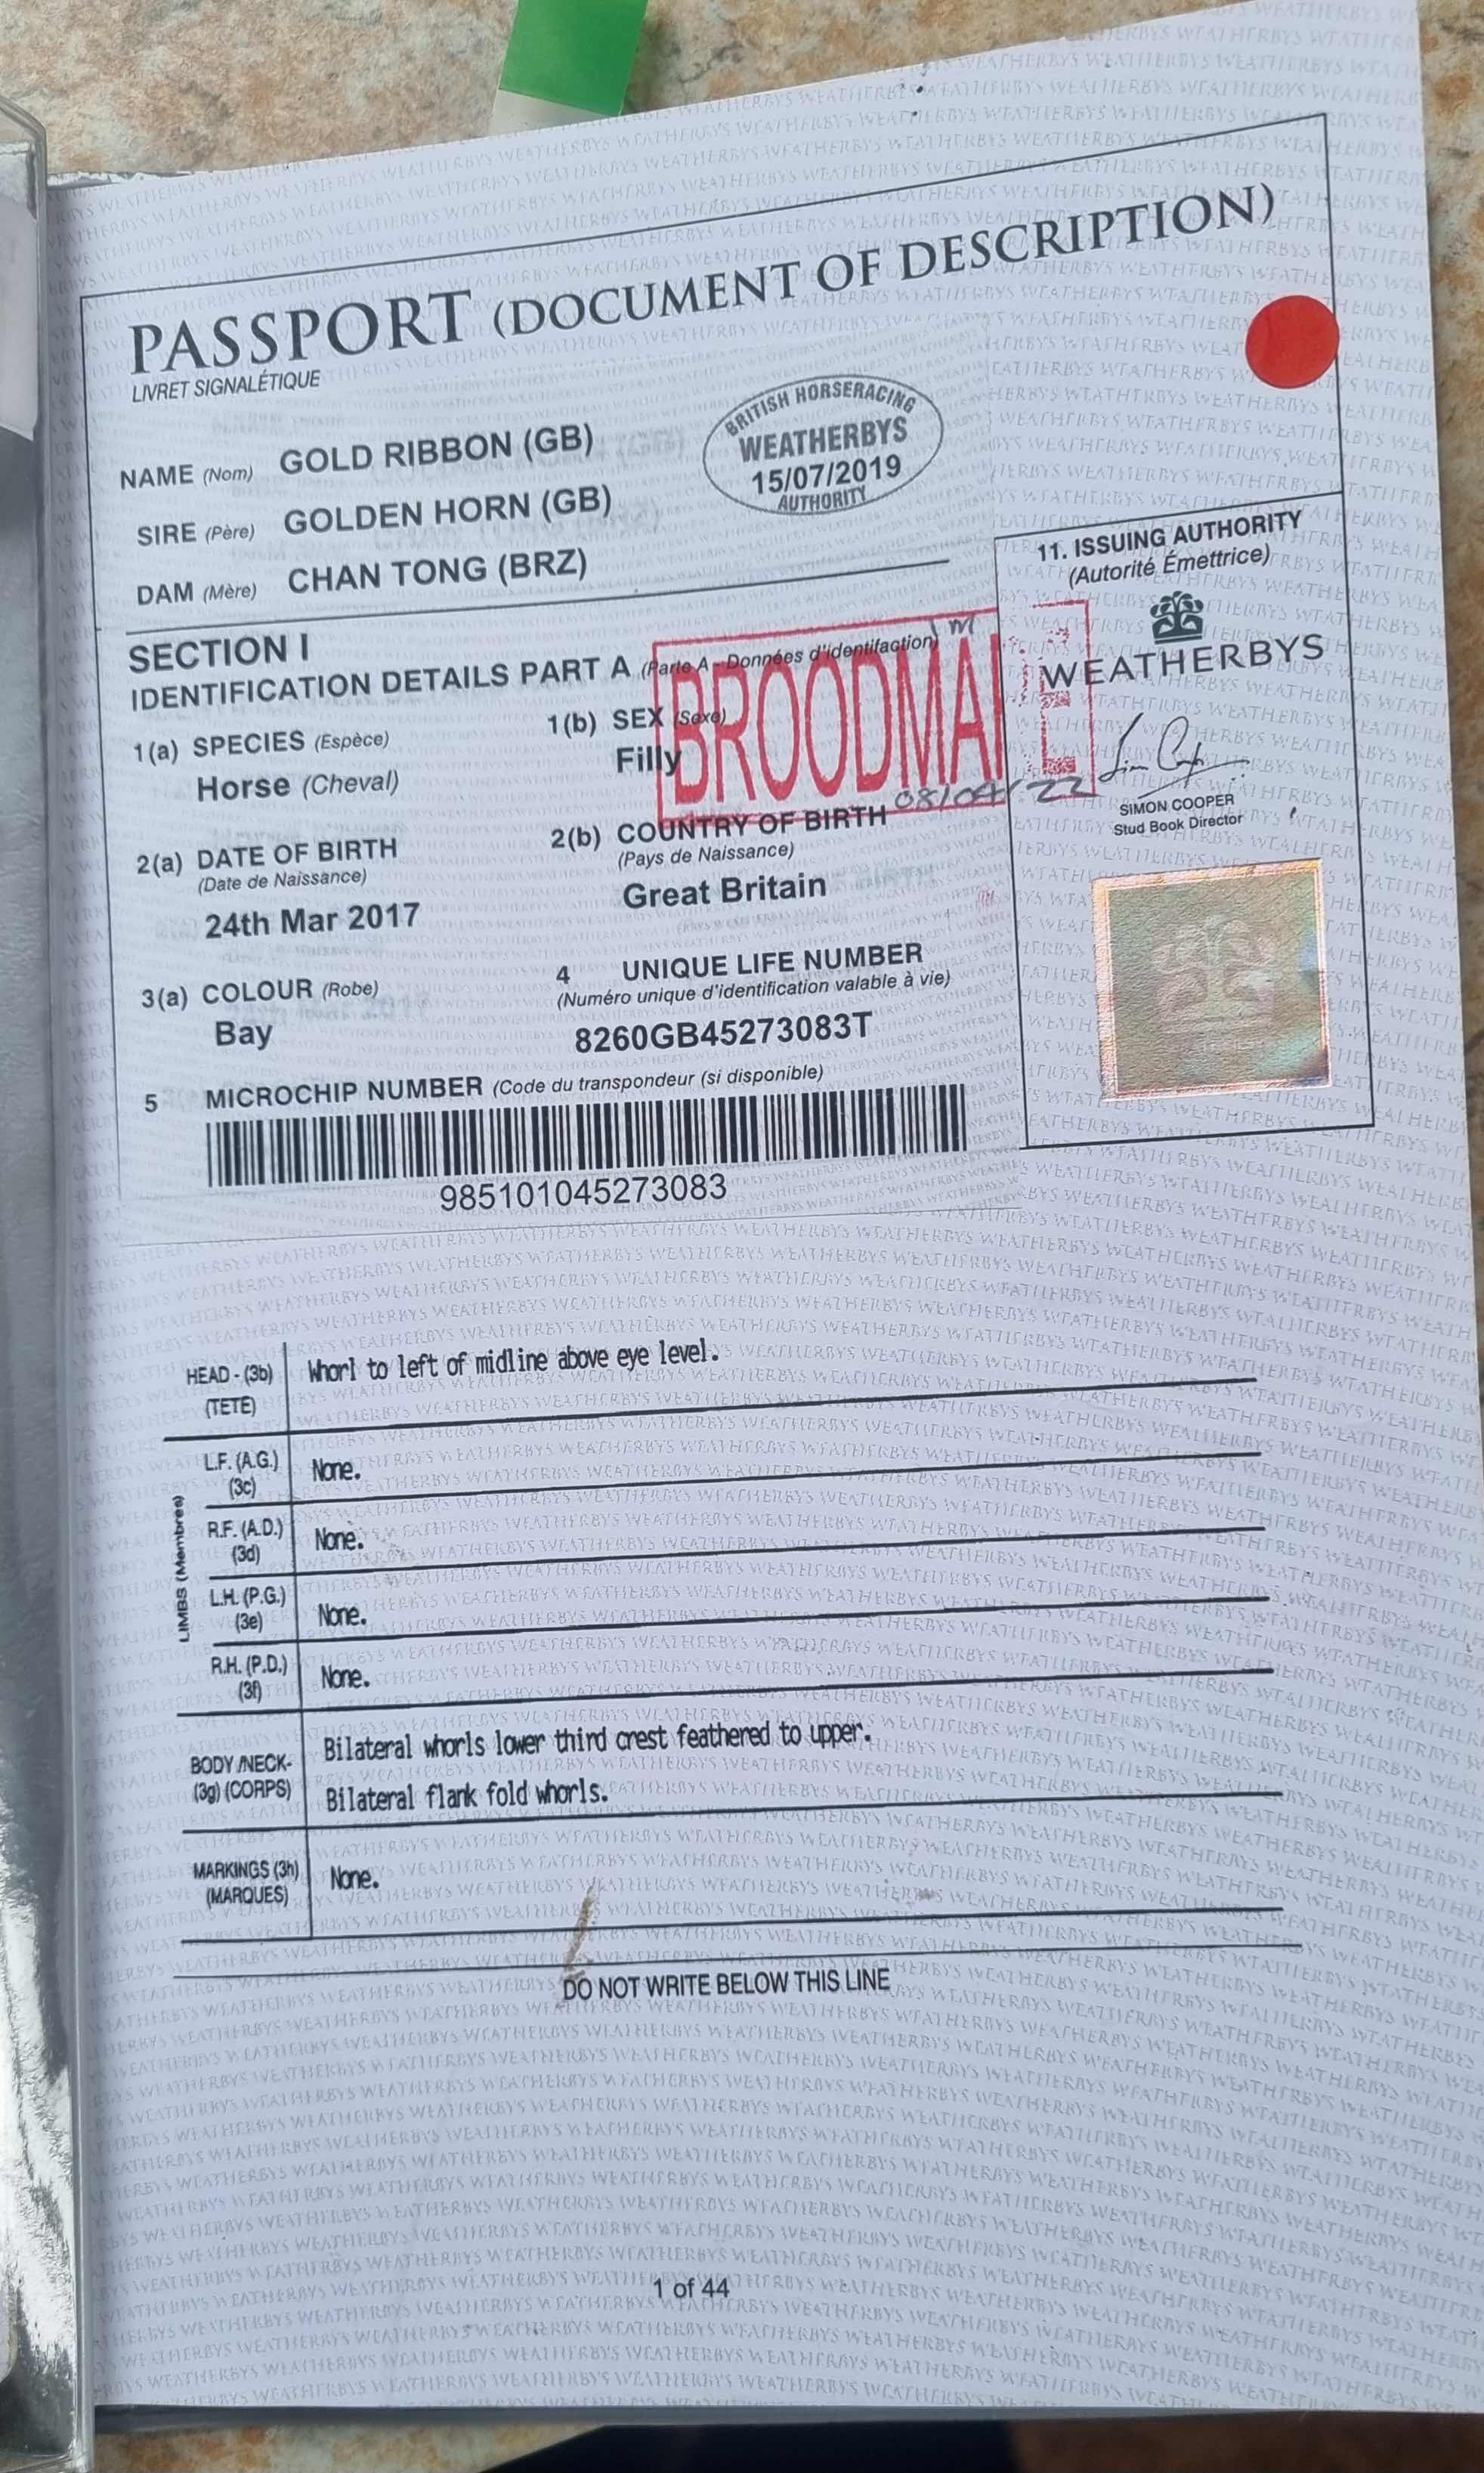 PASSPORT (DOCUMENT OF DESCRIPTION)
LIVRET SIGNALÉTIQUE
NAME (Nom) GOLD RIBBON (GB)
SIRE (Père) GOLDEN HORN (GB)
DAM (Mère) CHAN TONG (BRZ)
BRITISH HORSERACING
WEATHERBYS
15/07/2019
AUTHORITY
SECTION I
IDENTIFICATION DETAILS PART A (Parte A - Données d'identifaction)
1(a) SPECIES (Espèce)
Horse (Cheval)
1(b) SEX (Sexe)
Filly
BROODMARE
08/04/22
2(a) DATE OF BIRTH
(Date de Naissance)
24th Mar 2017
2(b) COUNTRY OF BIRTH
(Pays de Naissance)
Great Britain
3(a) COLOUR (Robe)
Bay
4 UNIQUE LIFE NUMBER
(Numéro unique d'identification valable à vie)
8260GB45273083T
5 MICROCHIP NUMBER (Code du transpondeur (si disponible)
985101045273083
11. ISSUING AUTHORITY
(Autorité Émettrice)
WEATHERBYS
SIMON COOPER
Stud Book Director
HEAD - (3b) Whorl to left of midline above eye level.
(TETE)
LIMBS (Membres)
L.F. (A.G.) None.
(3c)
R.F. (A.D.) None.
(3d)
L.H. (P.G.) None.
(3e)
R.H. (P.D.) None.
(3f)
BODY/NECK- Bilateral whorls lower third crest feathered to upper.
(3g) (CORPS) Bilateral flank fold whorls.
MARKINGS (3h) None.
(MARQUES)
DO NOT WRITE BELOW THIS LINE
1 of 44